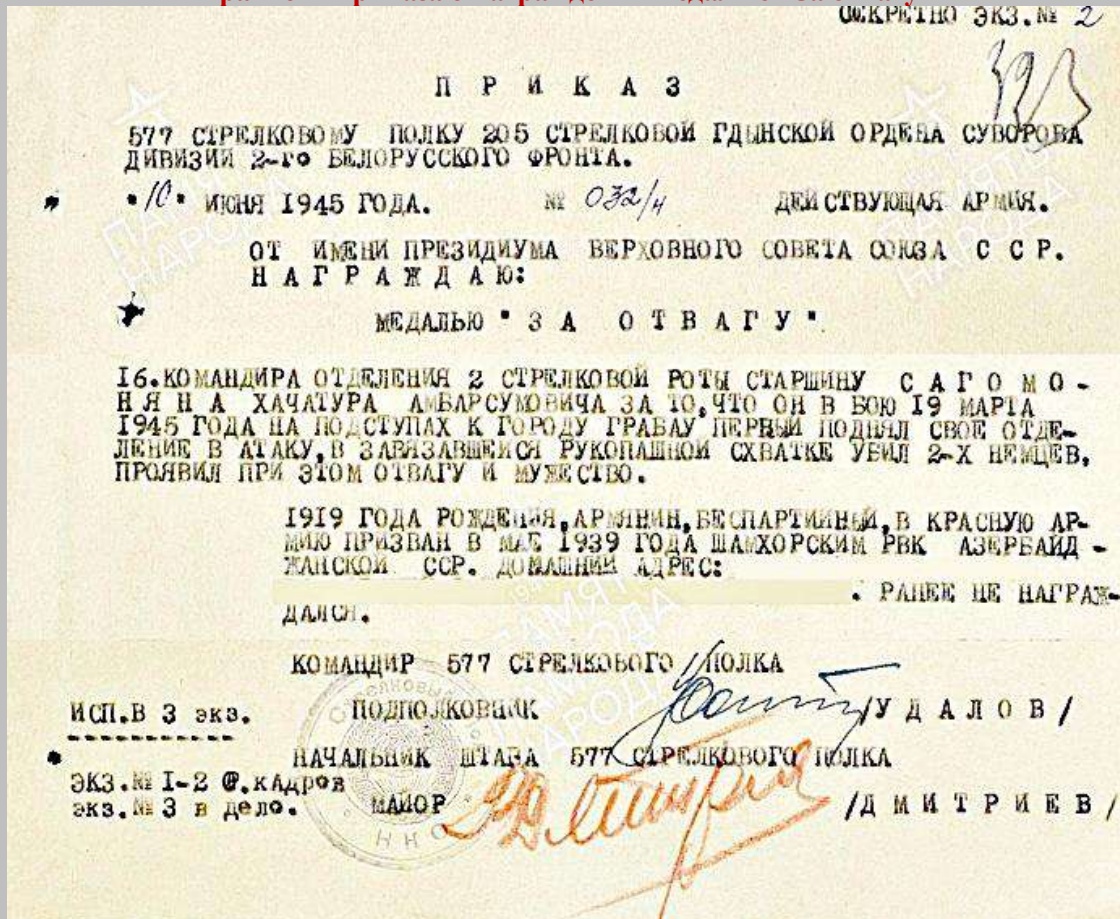 СЕКРЕТНО ЭКЗ.№ 2
323
П Р И К А З
577 СТРЕЛКОВОМУ ПОЛКУ 205 СТРЕЛКОВОЙ ГДЫНСКОЙ ОРДЕНА СУВОРОВА
ДИВИЗИИ 2-го БЕЛОРУССКОГО ФРОНТА.
"10" ИЮНЯ 1945 ГОДА. № 032/н ДЕЙСТВУЮЩАЯ АРМИЯ.
ОТ ИМЕНИ ПРЕЗИДИУМА ВЕРХОВНОГО СОВЕТА СОЮЗА С С Р.
Н А Г Р А Ж Д А Ю:
МЕДАЛЬЮ " З А О Т В А Г У ".
16.КОМАНДИРА ОТДЕЛЕНИЯ 2 СТРЕЛКОВОЙ РОТЫ СТАРШИНУ С А Г О М О -
Н Я Н А ХАЧАТУРА АМБАРСУМОВИЧА ЗА ТО,ЧТО ОН В БОЮ 19 МАРТА
1945 ГОДА НА ПОДСТУПАХ К ГОРОДУ ГРАБАУ ПЕРВЫЙ ПОДНЯЛ СВОЕ ОТДЕ-
ЛЕНИЕ В АТАКУ,В ЗАВЯЗАВШЕЙСЯ РУКОПАШНОЙ СХВАТКЕ УБИЛ 2-Х НЕМЦЕВ,
ПРОЯВИЛ ПРИ ЭТОМ ОТВАГУ И МУЖЕСТВО.
1919 ГОДА РОЖДЕНИЯ,АРМЯНИН,БЕСПАРТИЙНЫЙ,В КРАСНУЮ АР-
МИЮ ПРИЗВАН В МАЕ 1939 ГОДА ШАМХОРСКИМ РВК АЗЕРБАЙД-
ЖАНСКОЙ ССР. ДОМАШНИЙ АДРЕС:
. РАНЕЕ НЕ НАГРАЖ-
ДАЛСЯ.
КОМАНДИР 577 СТРЕЛКОВОГО ПОЛКА
ПОДПОЛКОВНИК /У Д А Л О В/
ИСП.В 3 экз.
НАЧАЛЬНИК ШТАБА 577 СТРЕЛКОВОГО ПОЛКА
ЭКЗ.№ 1-2 О.кАдров
экз.№ 3 в дело. МАЙОР /Д М И Т Р И Е В/
ПАМЯТЬ
НАРОДА